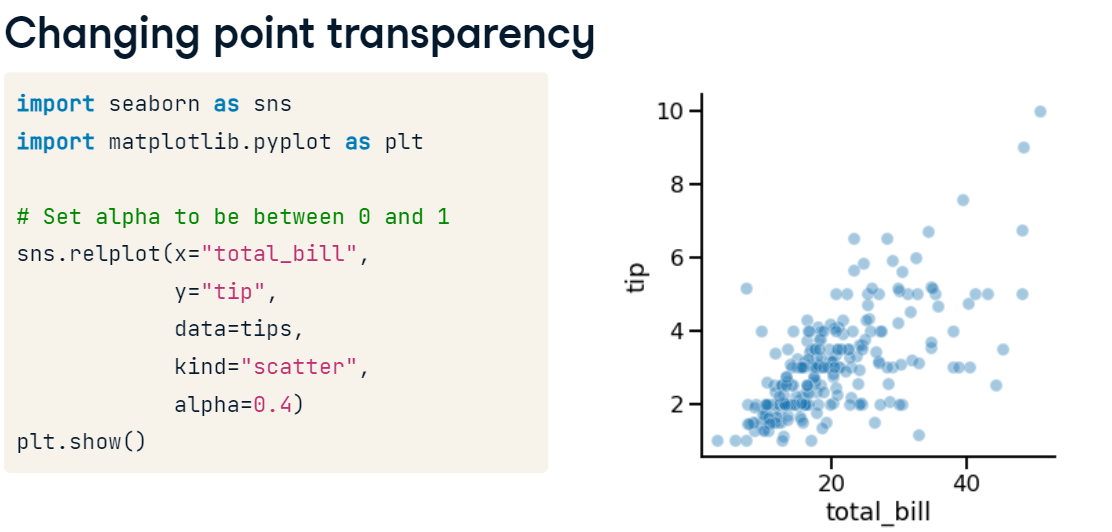 Changing point transparency
import seaborn as sns
import matplotlib.pyplot as plt
# Set alpha to be between 0 and 1
sns.relplot(x="total_bill",
y="tip",
data=tips,
kind="scatter",
alpha=0.4)
plt.show()
10
8
6
4
2
tip
20 40
total_bill